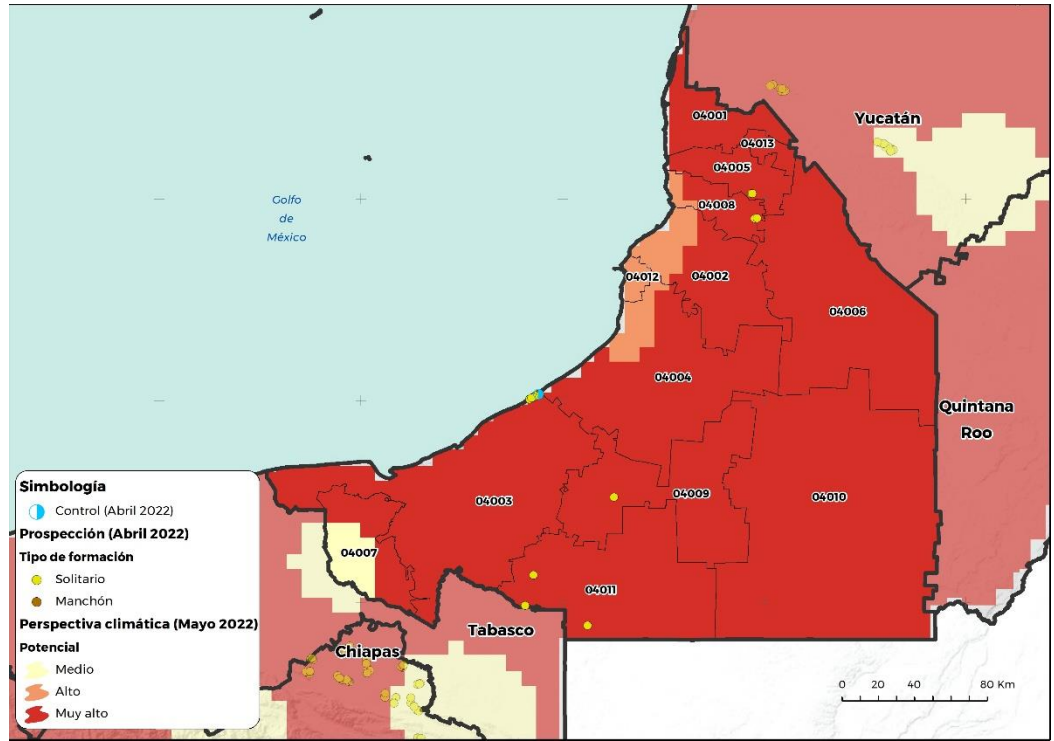 04001
Yucatán
04013
04005
Golfo
de
México
04008
04012
04002
04006
04004
Quintana
Roo
04003
04009
04010
04007
04011
Tabasco
Chiapas
Simbología
Control (Abril 2022)
Prospección (Abril 2022)
Tipo de formación
Solitario
Manchón
Perspectiva climática (Mayo 2022)
Potencial
Medio
Alto
Muy alto
0 20 40 80 Km